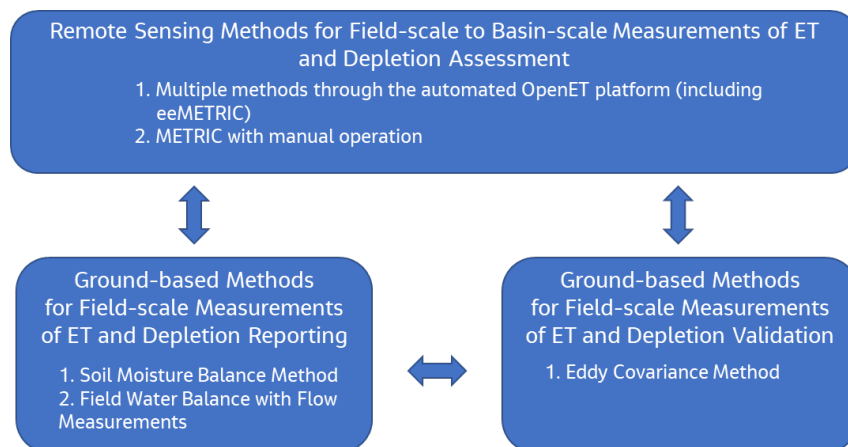 Remote Sensing Methods for Field-scale to Basin-scale Measurements of ET
and Depletion Assessment
1. Multiple methods through the automated OpenET platform (including
eeMETRIC)
2. METRIC with manual operation
Ground-based Methods
for Field-scale Measurements
of ET and Depletion Reporting
1. Soil Moisture Balance Method
2. Field Water Balance with Flow
Measurements
Ground-based Methods
for Field-scale Measurements
of ET and Depletion Validation
1. Eddy Covariance Method